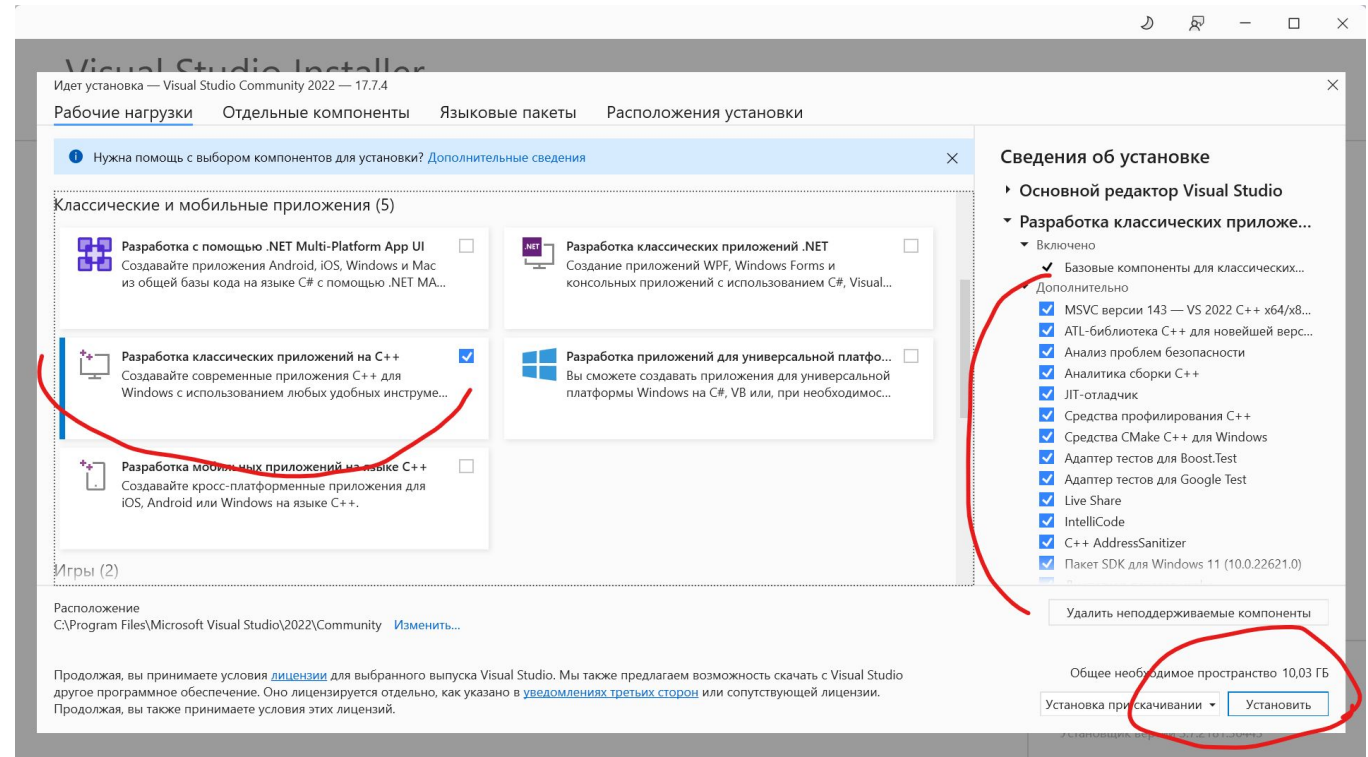 Visual Studio Installer
Идет установка — Visual Studio Community 2022 — 17.7.4
Рабочие нагрузки Отдельные компоненты Языковые пакеты Расположения установки
Нужна помощь с выбором компонентов для установки? Дополнительные сведения
Классические и мобильные приложения (5)
Разработка с помощью .NET Multi-Platform App UI
Создавайте приложения Android, iOS, Windows и Mac
из общей базы кода на языке C# с помощью .NET MA...
.NET
Разработка классических приложений .NET
Создание приложений WPF, Windows Forms и
консольных приложений с использованием C#, Visual...
Разработка классических приложений на C++
Создавайте современные приложения C++ для
Windows с использованием любых удобных инструме...
Разработка приложений для универсальной платфо...
Вы сможете создавать приложения для универсальной
платформы Windows на C#, VB или, при необходимос...
Разработка мобильных приложений на языке C++
Создавайте кросс-платформенные приложения для
iOS, Android или Windows на языке C++.
Игры (2)
Сведения об установке
Основной редактор Visual Studio
Разработка классических приложе...
Включено
Базовые компоненты для классических...
Дополнительно
MSVC версии 143 — VS 2022 C++ x64/x8...
ATL-библиотека C++ для новейшей верс...
Анализ проблем безопасности
Аналитика сборки C++
JIT-отладчик
Средства профилирования C++
Средства CMake C++ для Windows
Адаптер тестов для Boost.Test
Адаптер тестов для Google Test
Live Share
IntelliCode
C++ AddressSanitizer
Пакет SDK для Windows 11 (10.0.22621.0)
Расположение
C:\Program Files\Microsoft Visual Studio\2022\Community Изменить...
Удалить неподдерживаемые компоненты
Продолжая, вы принимаете условия лицензии для выбранного выпуска Visual Studio. Мы также предлагаем возможность скачать с Visual Studio
другое программное обеспечение. Оно лицензируется отдельно, как указано в уведомлениях третьих сторон или сопутствующей лицензии.
Продолжая, вы также принимаете условия этих лицензий.
Общее необходимое пространство 10,03 ГБ
Установка при скачивании Установить